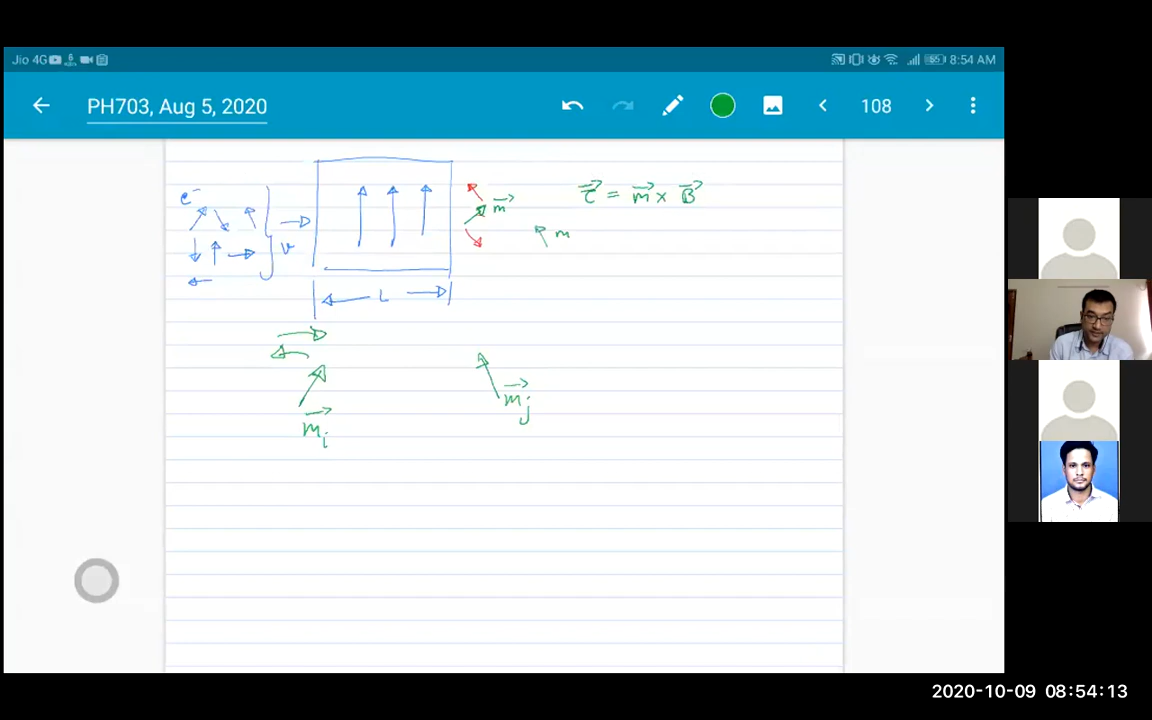 Jio 4G 8:54 AM
PH703, Aug 5, 2020 108
e⁻
v
m⃗
τ⃗ = m⃗ × B⃗
m
L
m⃗ᵢ
m⃗ⱼ
2020-10-09 08:54:13